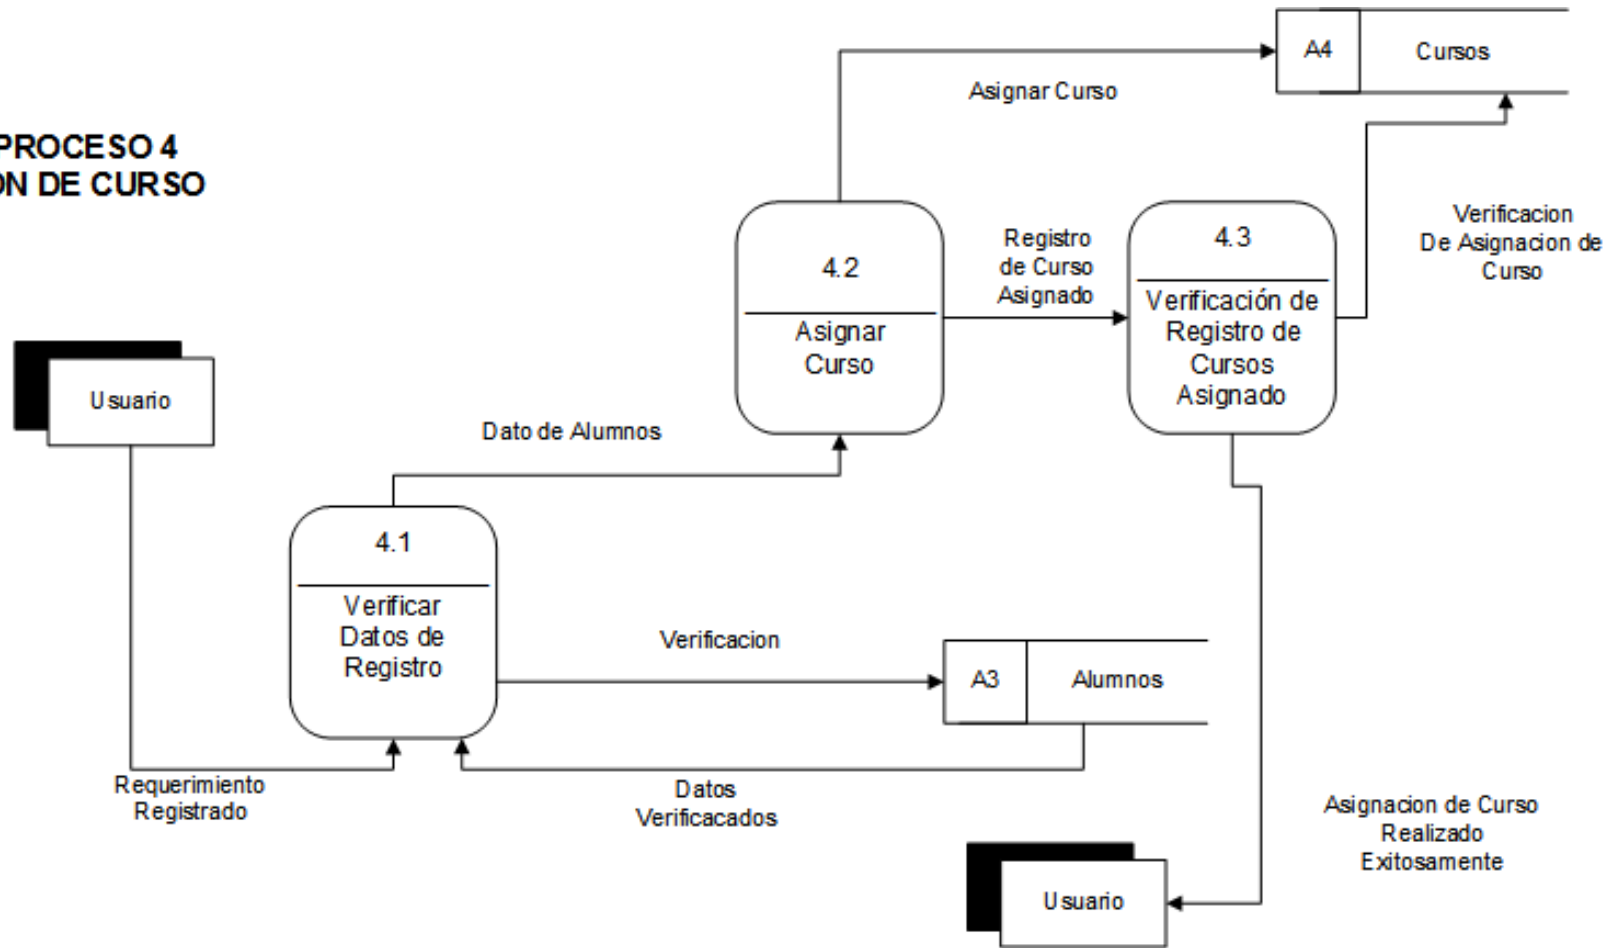 A4
Cursos
Asignar Curso
PROCESO 4
ON DE CURSO
4.2
Asignar
Curso
Registro
de Curso
Asignado
4.3
Verificación de
Registro de
Cursos
Asignado
Verificacion
De Asignacion de
Curso
Usuario
Dato de Alumnos
4.1
Verificar
Datos de
Registro
Verificacion
A3
Alumnos
Requerimiento
Registrado
Datos
Verificacados
Asignacion de Curso
Realizado
Exitosamente
Usuario